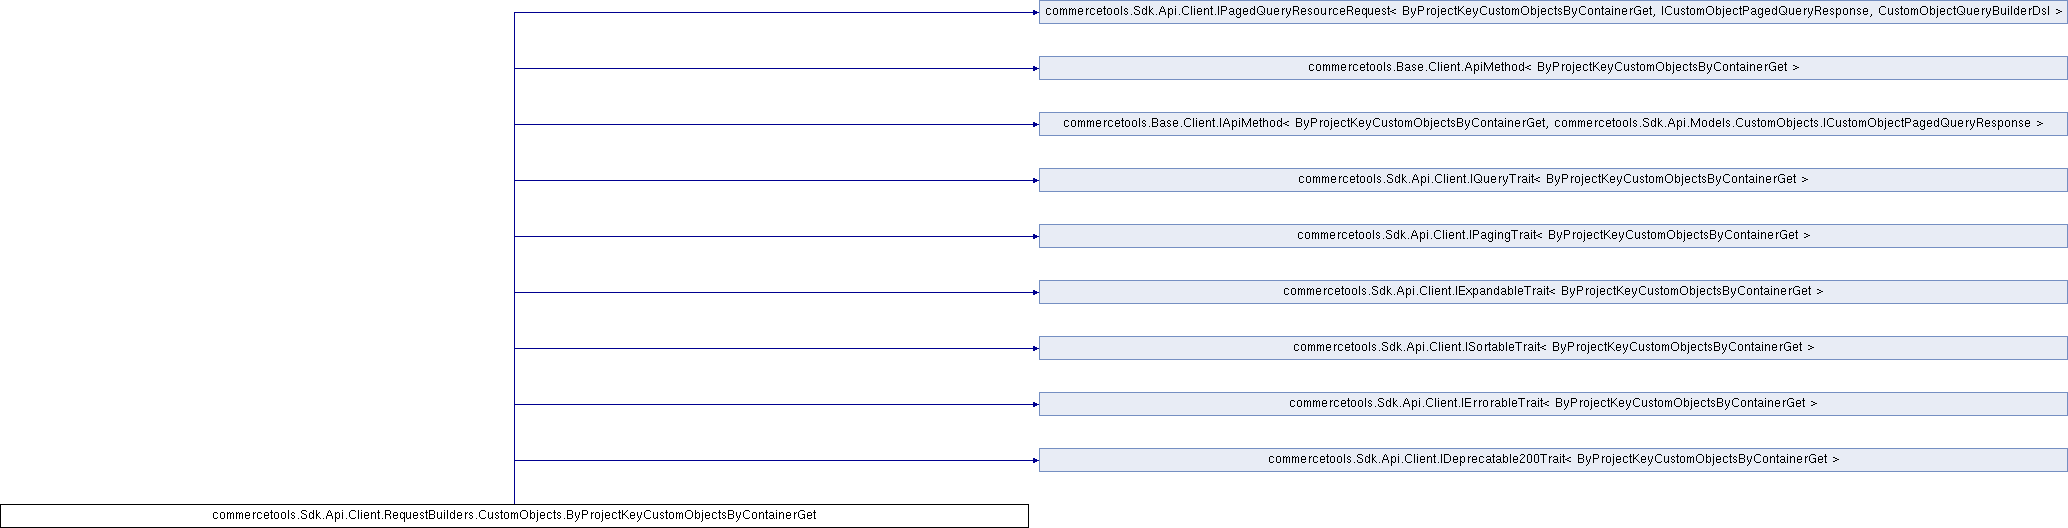 commercetools.Sdk.Api.Client.IPagedQueryResourceRequest< ByProjectKeyCustomObjectsByContainerGet, ICustomObjectPagedQueryResponse, CustomObjectQueryBuilderDsl >
commercetools.Base.Client.ApiMethod< ByProjectKeyCustomObjectsByContainerGet >
commercetools.Base.Client.IApiMethod< ByProjectKeyCustomObjectsByContainerGet, commercetools.Sdk.Api.Models.CustomObjects.ICustomObjectPagedQueryResponse >
commercetools.Sdk.Api.Client.IQueryTrait< ByProjectKeyCustomObjectsByContainerGet >
commercetools.Sdk.Api.Client.IPagingTrait< ByProjectKeyCustomObjectsByContainerGet >
commercetools.Sdk.Api.Client.IExpandableTrait< ByProjectKeyCustomObjectsByContainerGet >
commercetools.Sdk.Api.Client.ISortableTrait< ByProjectKeyCustomObjectsByContainerGet >
commercetools.Sdk.Api.Client.IErrorableTrait< ByProjectKeyCustomObjectsByContainerGet >
commercetools.Sdk.Api.Client.IDeprecatable200Trait< ByProjectKeyCustomObjectsByContainerGet >
commercetools.Sdk.Api.Client.RequestBuilders.CustomObjects.ByProjectKeyCustomObjectsByContainerGet